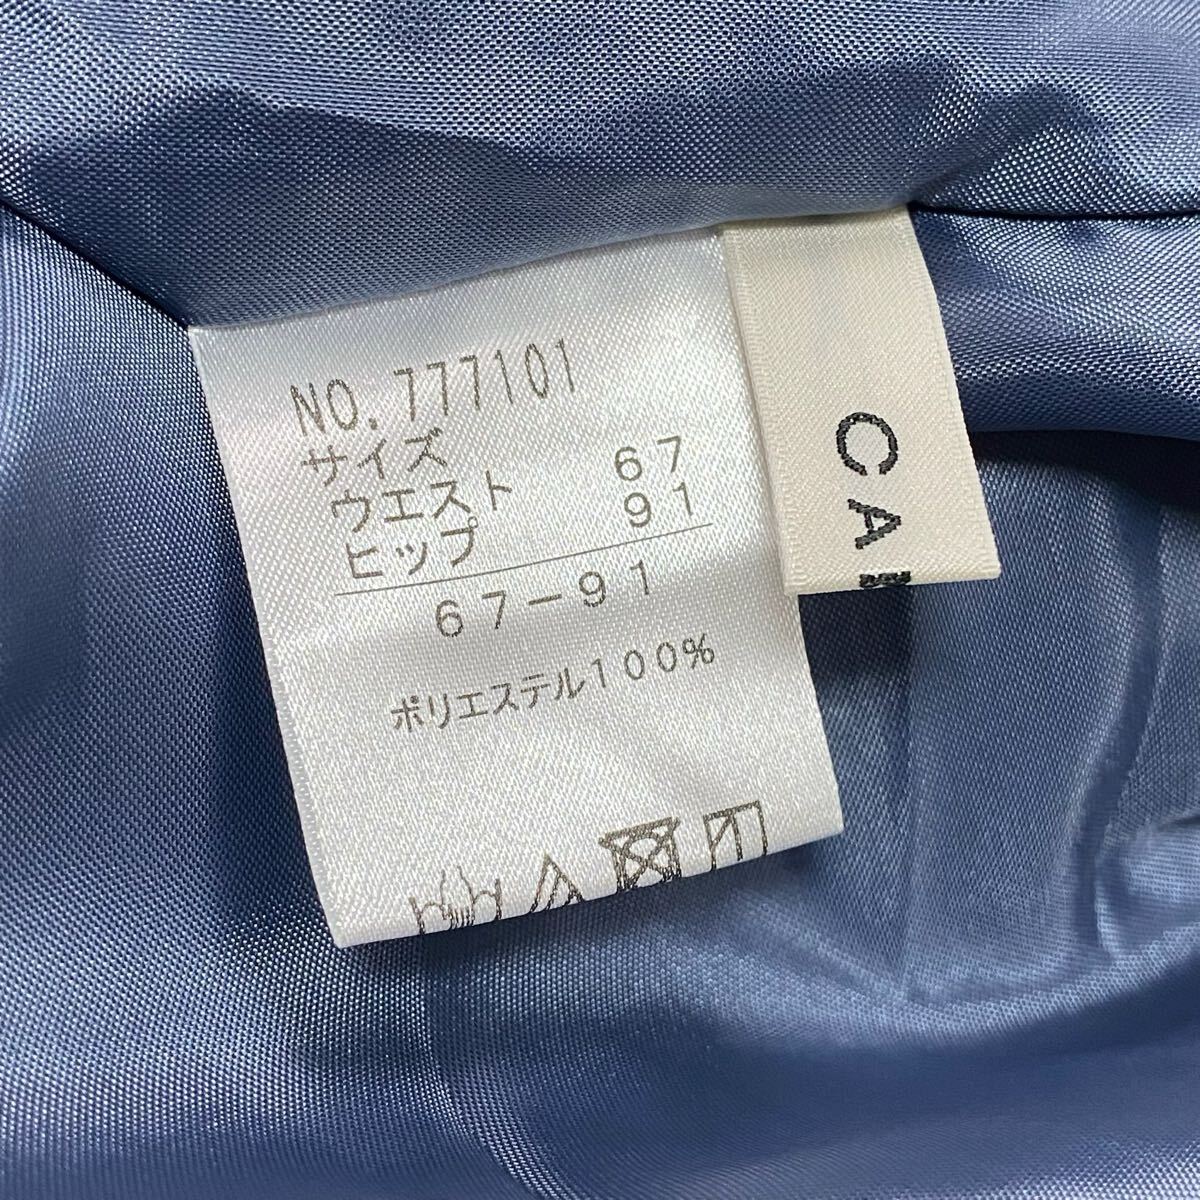 NO.777101
サイズ
ウエスト 67
ヒップ 91
67-91
ポリエステル100%
CA